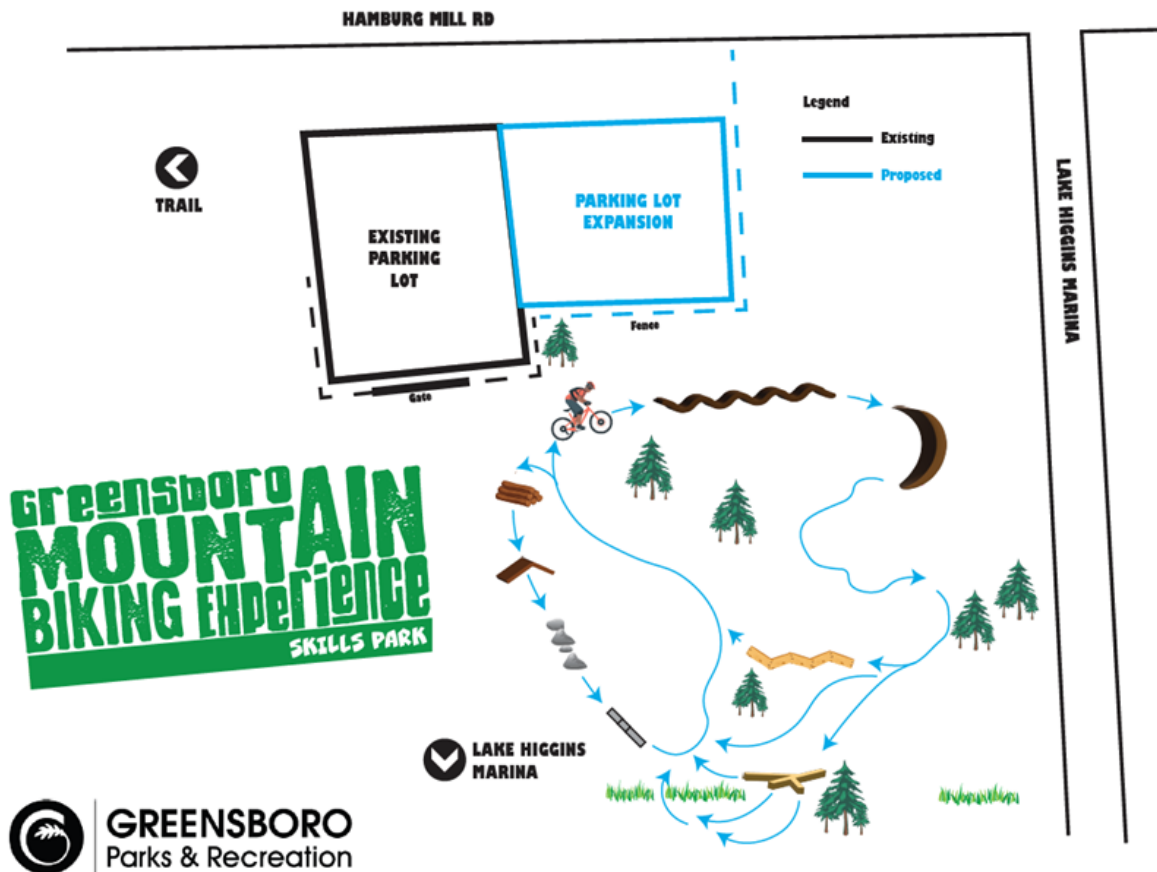 HAMBURG MILL RD
Legend
Existing
Proposed
LAKE HIGGINS MARINA
TRAIL
EXISTING
PARKING
LOT
PARKING LOT
EXPANSION
Fence
Gate
Greensboro
MOUNTAIN
BIKING Experience
SKILLS PARK
LAKE HIGGINS
MARINA
GREENSBORO
Parks & Recreation